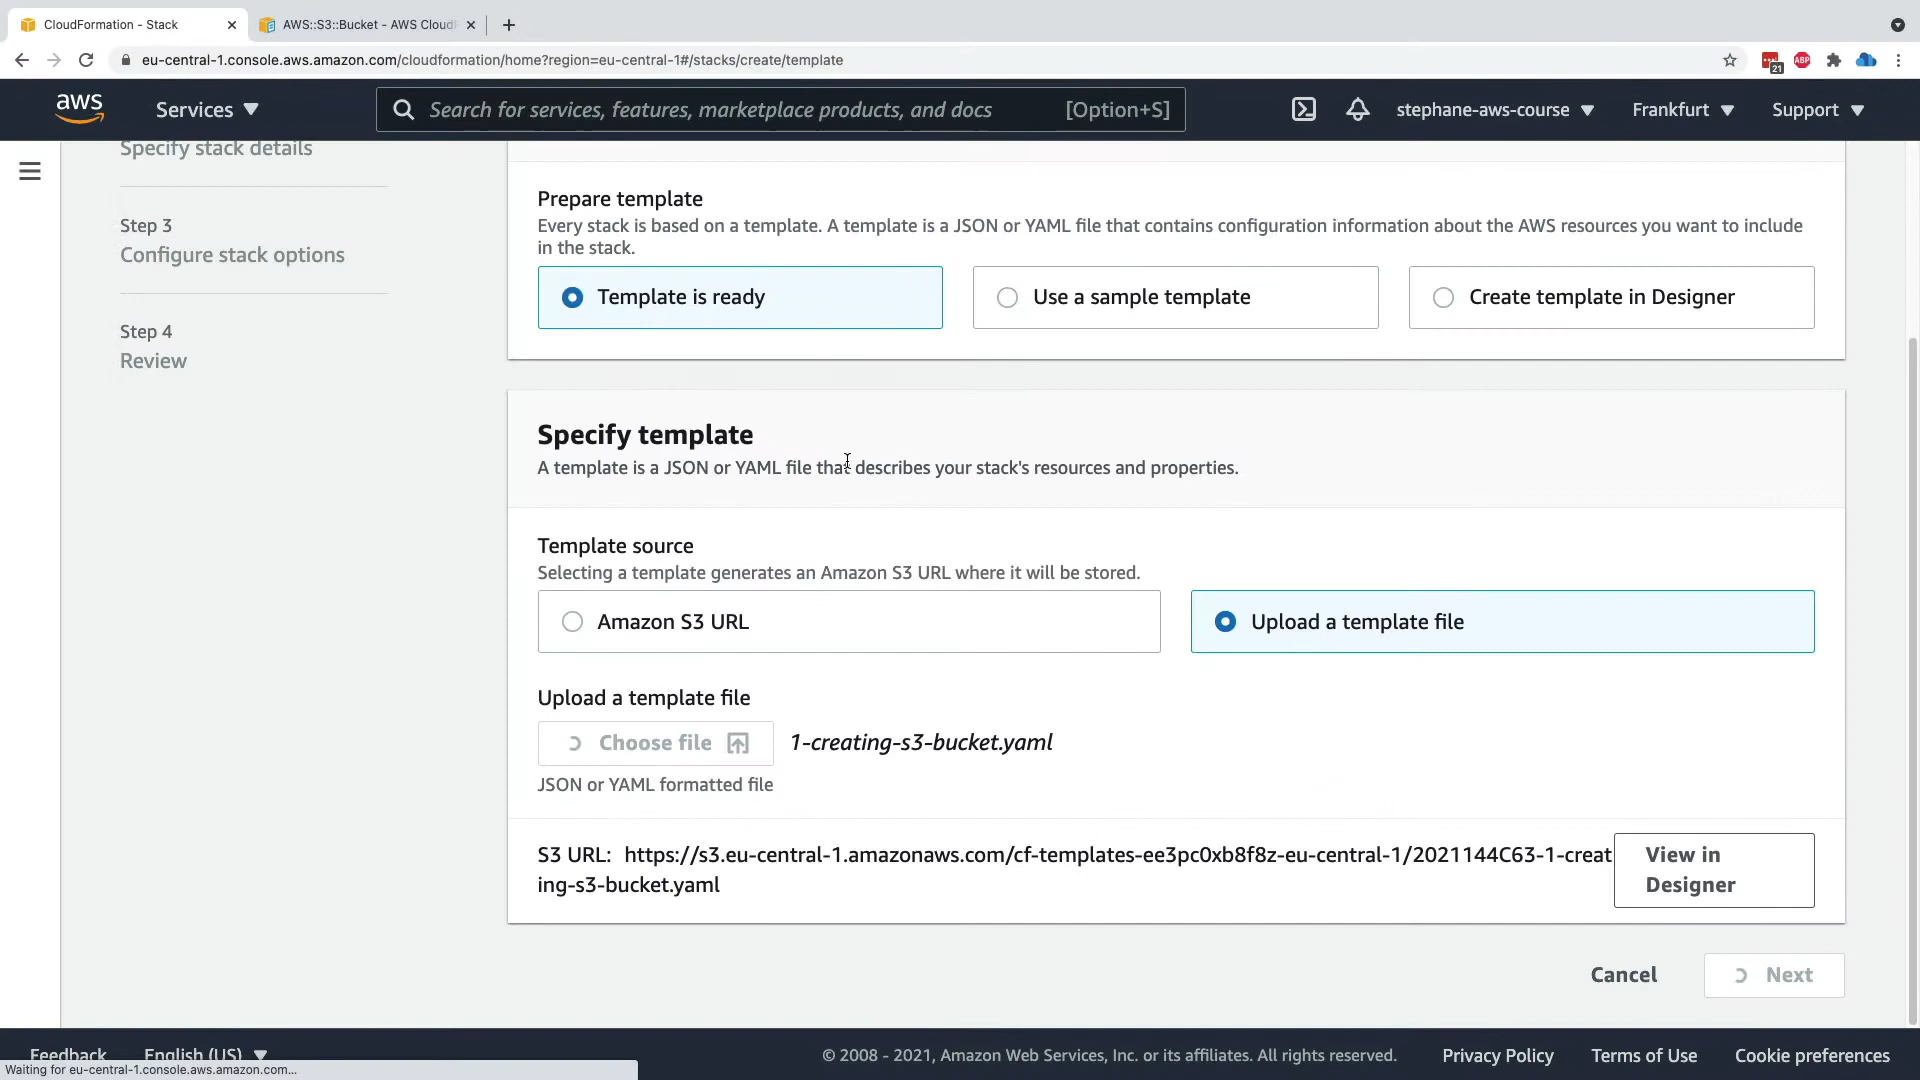 CloudFormation - Stack
AWS::S3::Bucket - AWS CloudF
eu-central-1.console.aws.amazon.com/cloudformation/home?region=eu-central-1#/stacks/create/template
21
ABP
aws
Services
Search for services, features, marketplace products, and docs
[Option+S]
stephane-aws-course
Frankfurt
Support
Specify stack details
Step 3
Configure stack options
Step 4
Review
Prepare template
Every stack is based on a template. A template is a JSON or YAML file that contains configuration information about the AWS resources you want to include
in the stack.
Template is ready
Use a sample template
Create template in Designer
Specify template
A template is a JSON or YAML file that describes your stack's resources and properties.
Template source
Selecting a template generates an Amazon S3 URL where it will be stored.
Amazon S3 URL
Upload a template file
Upload a template file
Choose file
1-creating-s3-bucket.yaml
JSON or YAML formatted file
S3 URL: https://s3.eu-central-1.amazonaws.com/cf-templates-ee3pc0xb8f8z-eu-central-1/2021144C63-1-creat
ing-s3-bucket.yaml
View in
Designer
Cancel
Next
Feedback
English (US)
© 2008 - 2021, Amazon Web Services, Inc. or its affiliates. All rights reserved.
Privacy Policy
Terms of Use
Cookie preferences
Waiting for eu-central-1.console.aws.amazon.com...